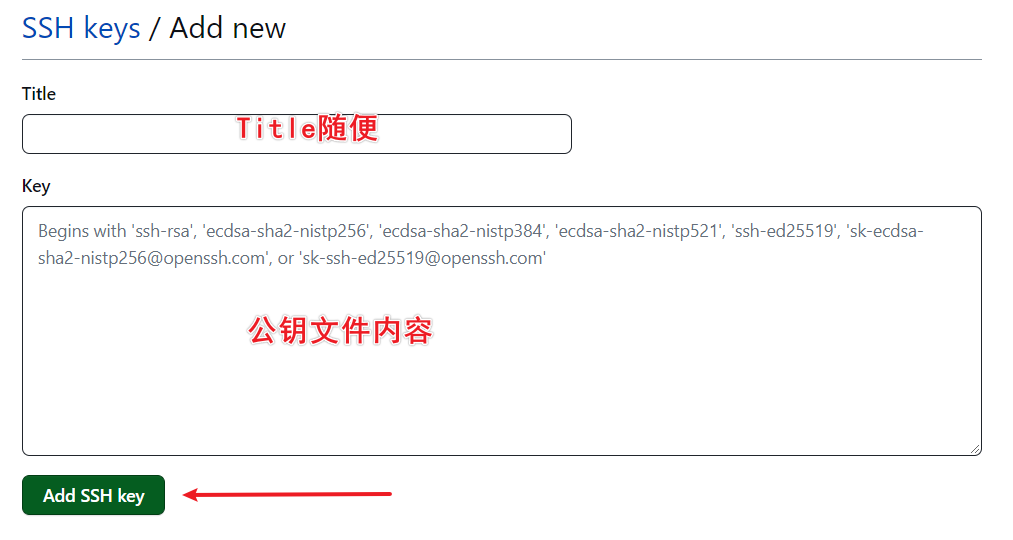 SSH keys / Add new
Title
Title随便
Key
Begins with 'ssh-rsa', 'ecdsa-sha2-nistp256', 'ecdsa-sha2-nistp384', 'ecdsa-sha2-nistp521', 'ssh-ed25519', 'sk-ecdsa-
sha2-nistp256@openssh.com', or 'sk-ssh-ed25519@openssh.com'
公钥文件内容
Add SSH key